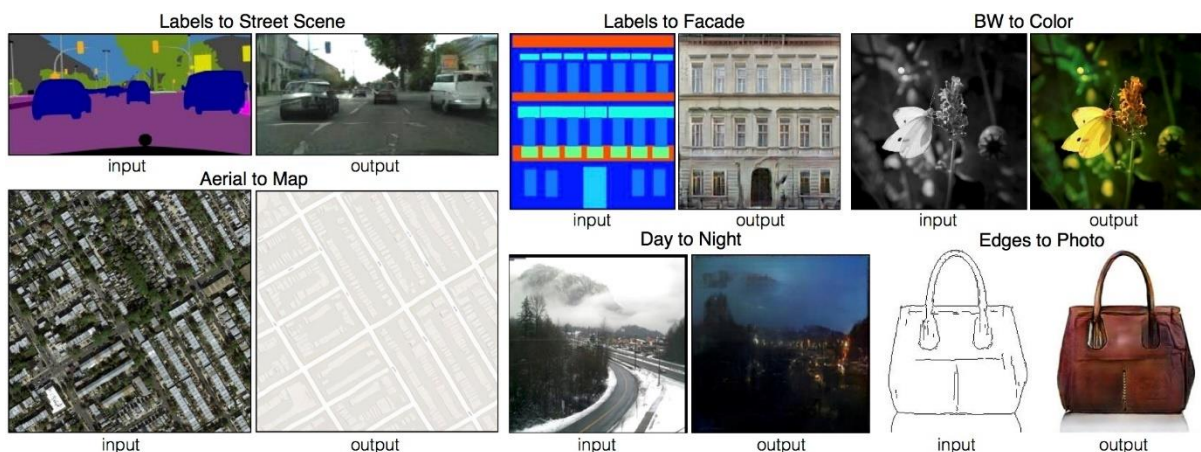 Labels to Street Scene
input
output
Aerial to Map
input
output
Labels to Facade
input
output
BW to Color
input
output
Day to Night
input
output
Edges to Photo
input
output